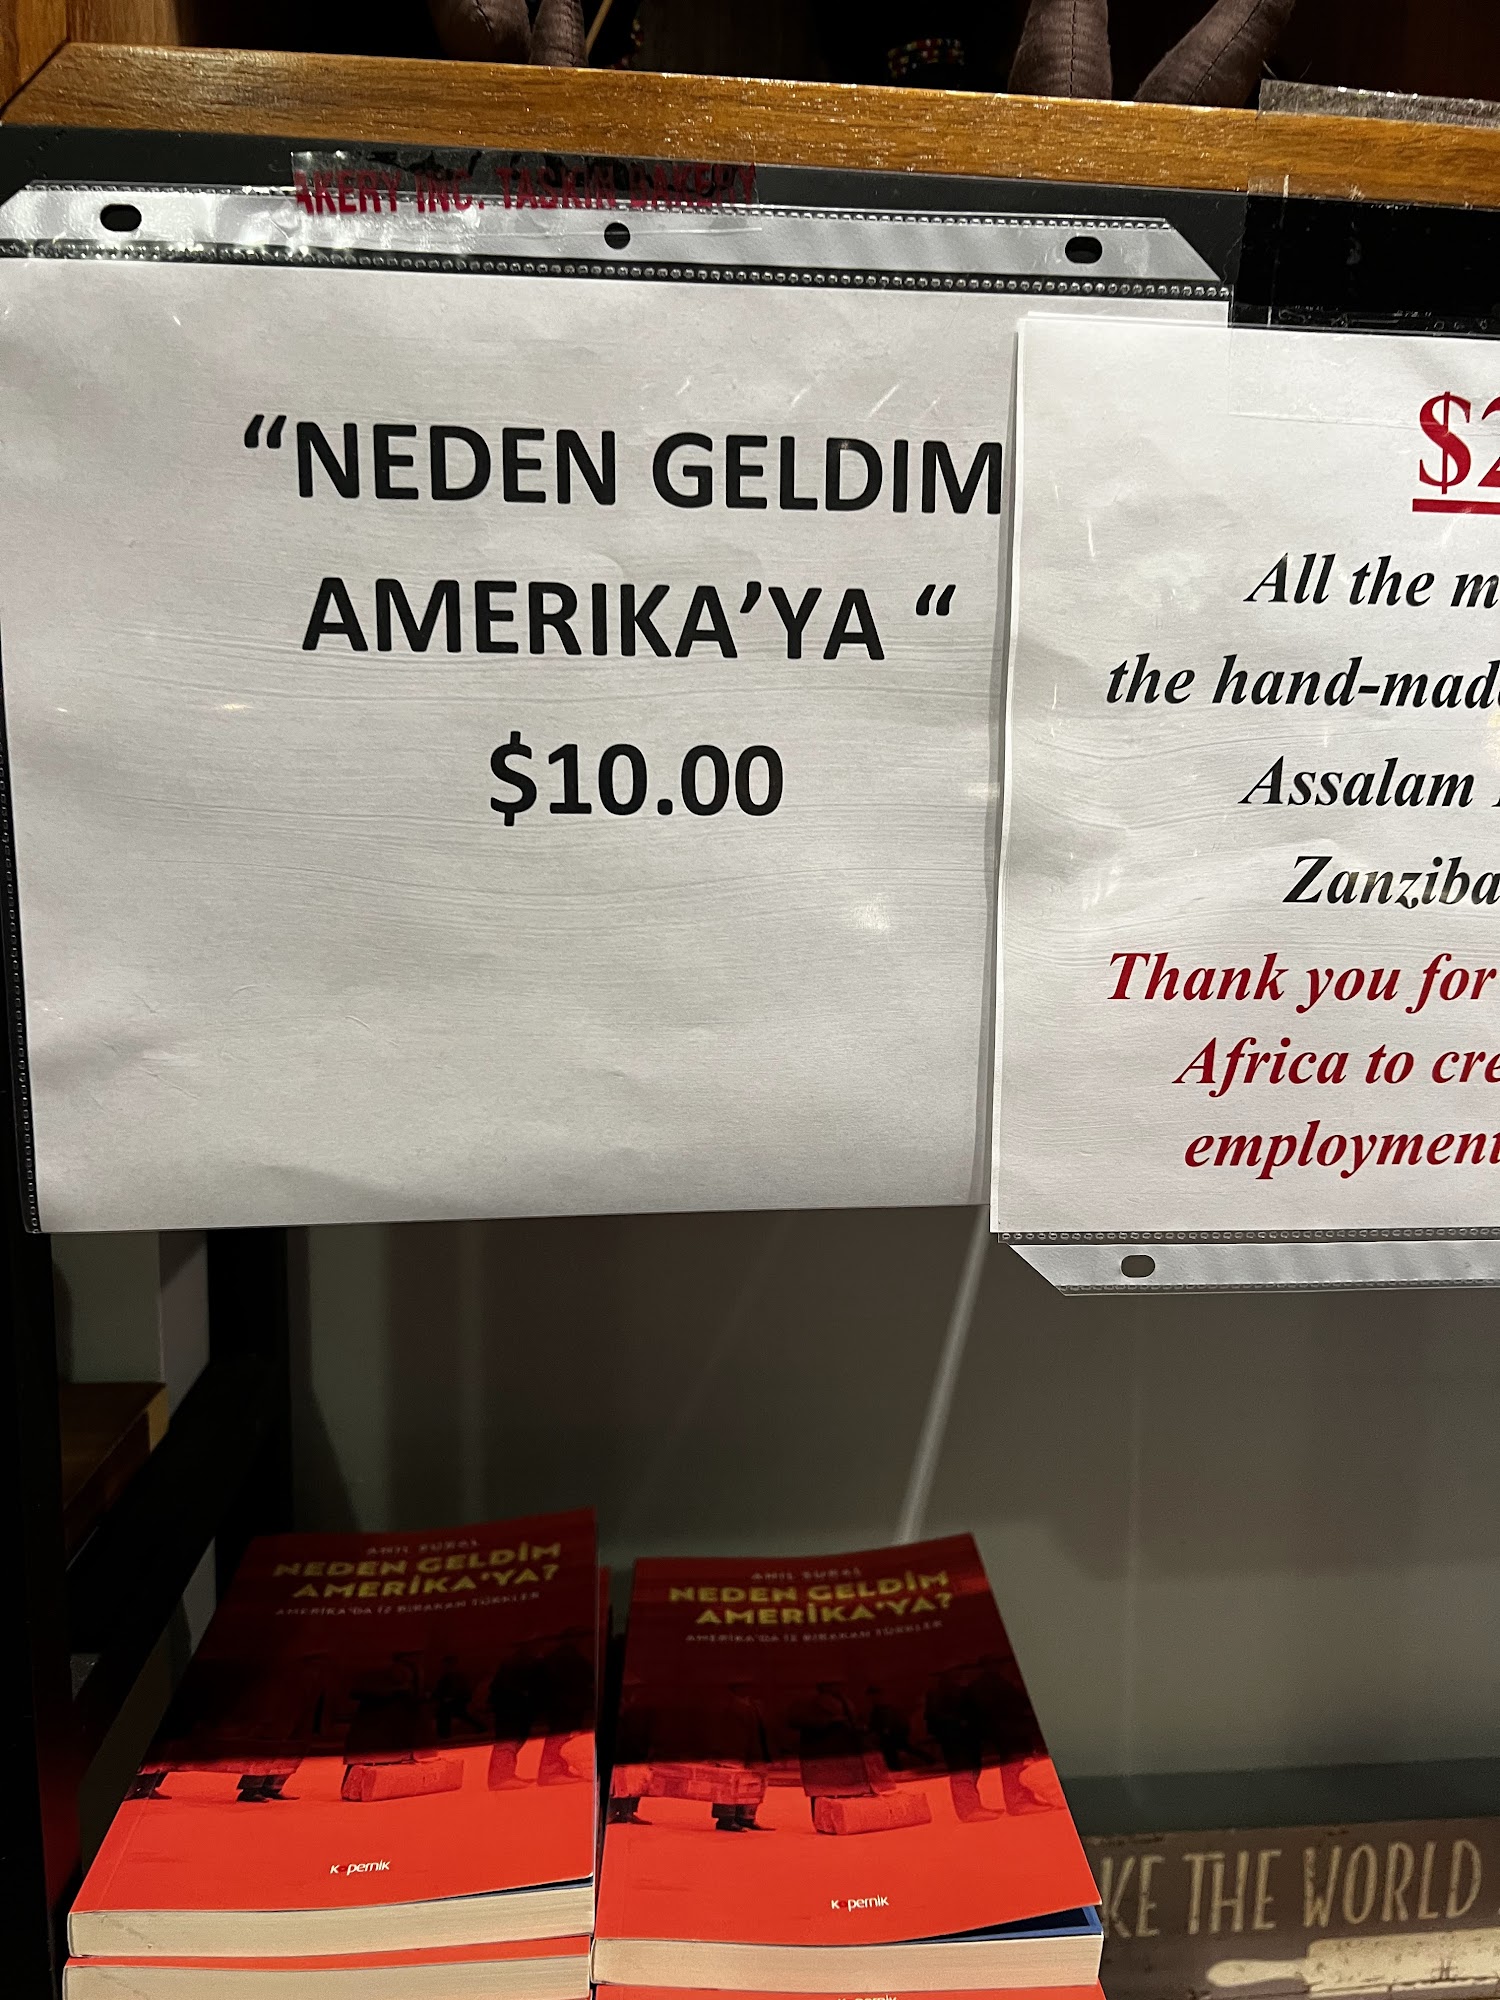 AKERY INC. TASKIN BAKERY
“NEDEN GELDIM
AMERIKA’YA “
$10.00
$2
All the m
the hand-made
Assalam
Zanziba
Thank you for
Africa to cre
employment
ANIL SURAL
NEDEN GELDİM
AMERİKA'YA?
AMERİKA'DA İZ BIRAKAN TÜRKLER
kopernik
ANIL SURAL
NEDEN GELDİM
AMERİKA'YA?
AMERİKA'DA İZ BIRAKAN TÜRKLER
kopernik
KE THE WORLD